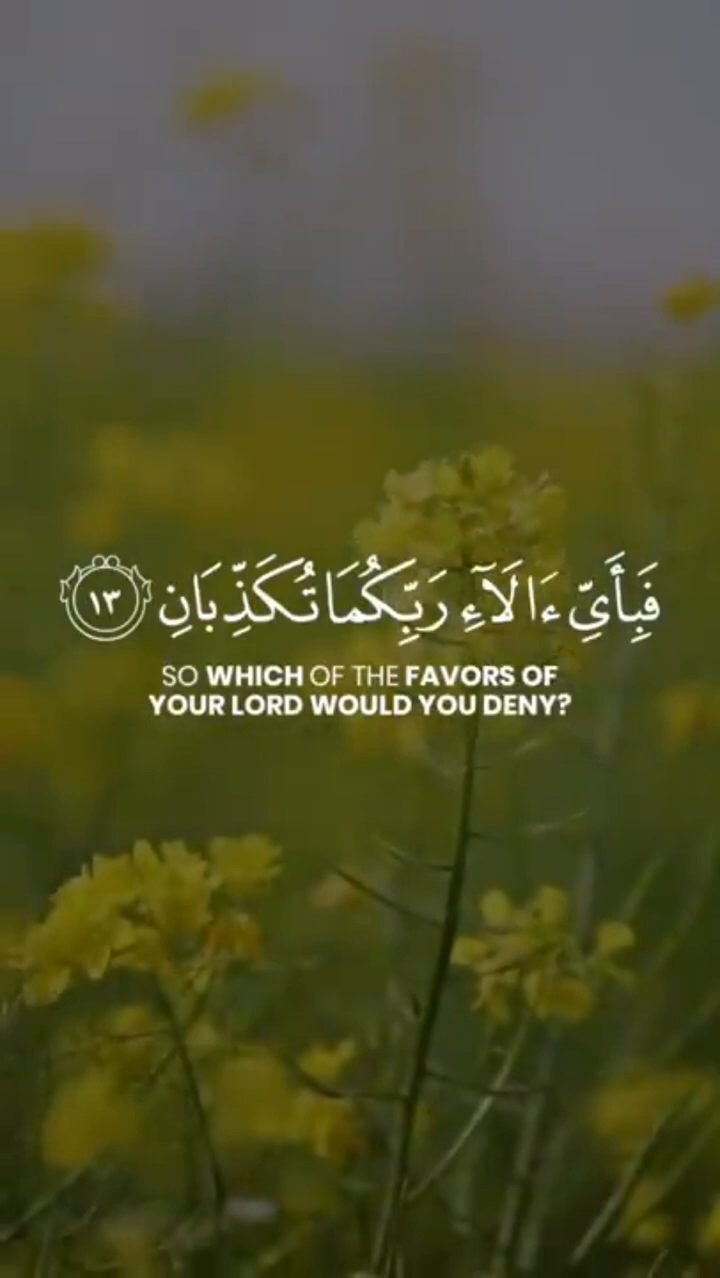 فَبِأَيِّ ءَالَآءِ رَبِّكُمَا تُكَذِّبَانِ ١٣
SO WHICH OF THE FAVORS OF
YOUR LORD WOULD YOU DENY?